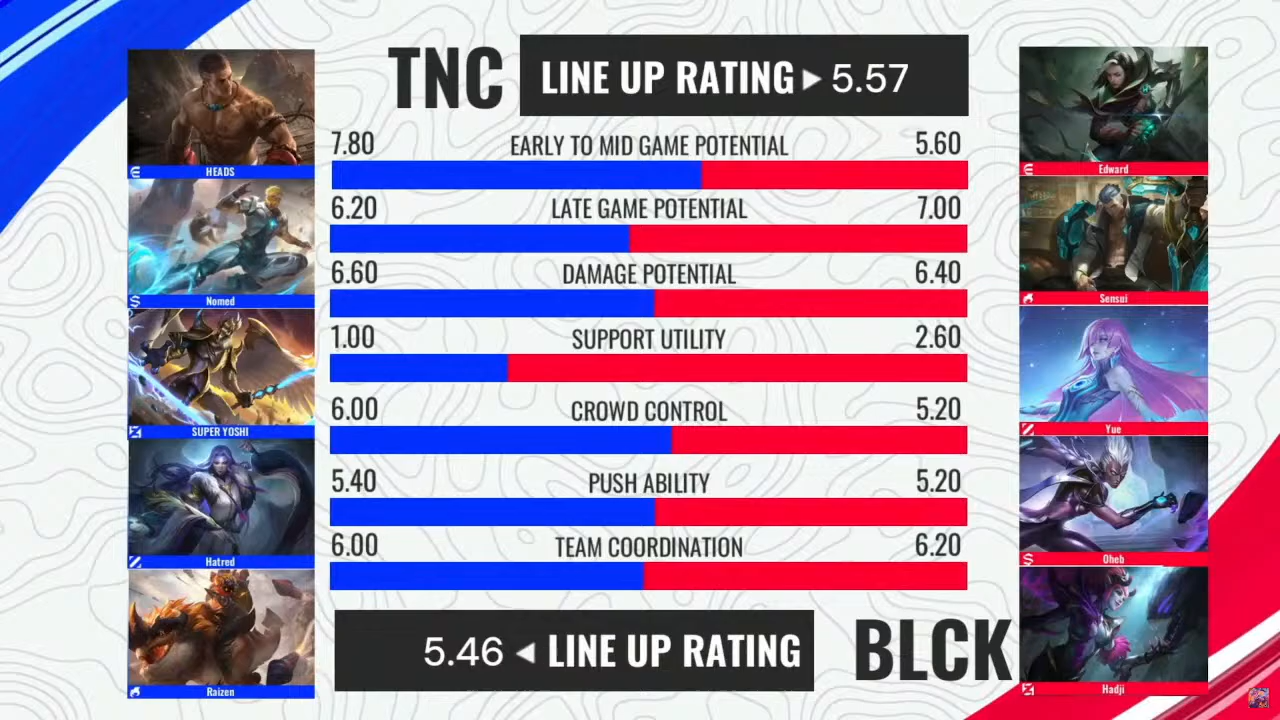 TNC
LINE UP RATING ▶ 5.57
7.80 EARLY TO MID GAME POTENTIAL 5.60
6.20 LATE GAME POTENTIAL 7.00
6.60 DAMAGE POTENTIAL 6.40
1.00 SUPPORT UTILITY 2.60
6.00 CROWD CONTROL 5.20
5.40 PUSH ABILITY 5.20
6.00 TEAM COORDINATION 6.20
5.46 ◀ LINE UP RATING
BLCK
HEADS
Nomed
SUPER YOSHI
Hatred
Raizen
Edward
Sensui
Yue
Oheb
Hadji